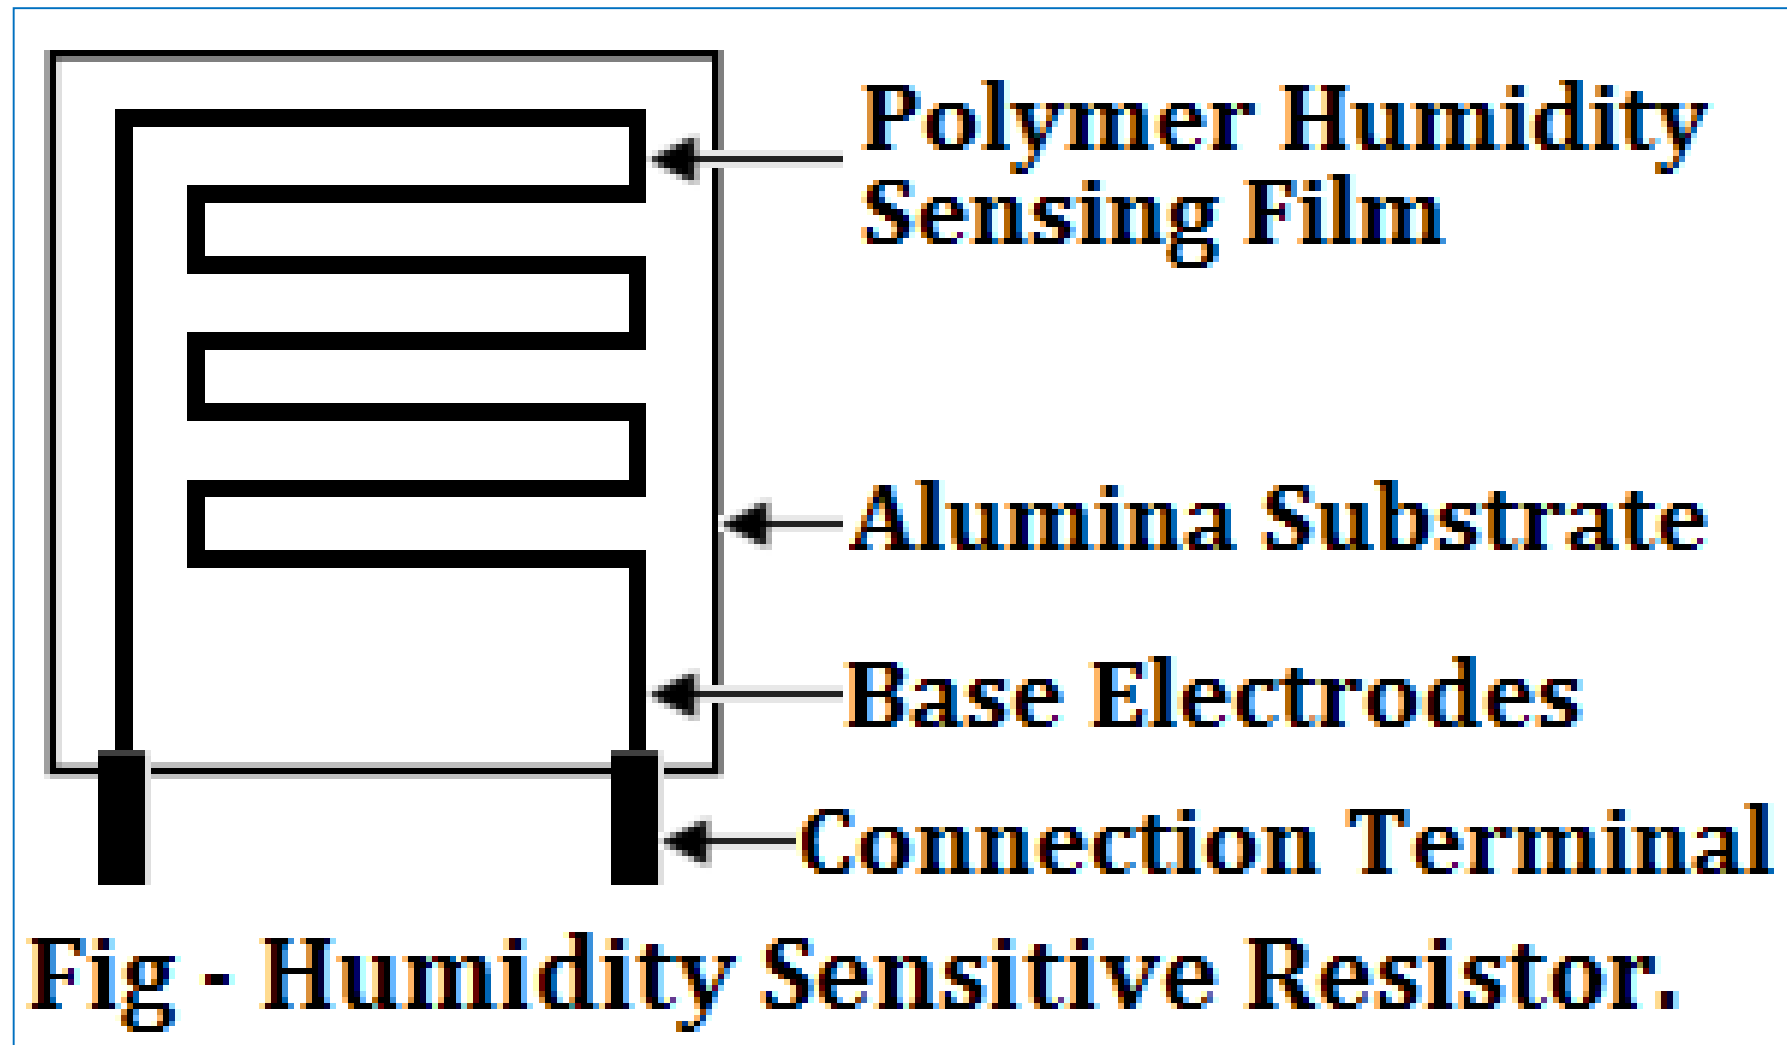 Polymer Humidity
Sensing Film
Alumina Substrate
Base Electrodes
Connection Terminal
Fig - Humidity Sensitive Resistor.